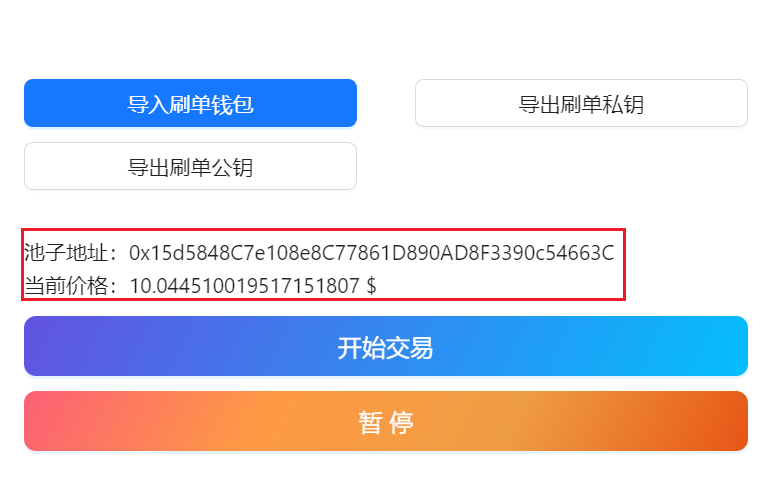 导入刷单钱包
导出刷单私钥
导出刷单公钥
池子地址：0x15d5848C7e108e8C77861D890AD8F3390c54663C
当前价格：10.044510019517151807 $
开始交易
暂 停